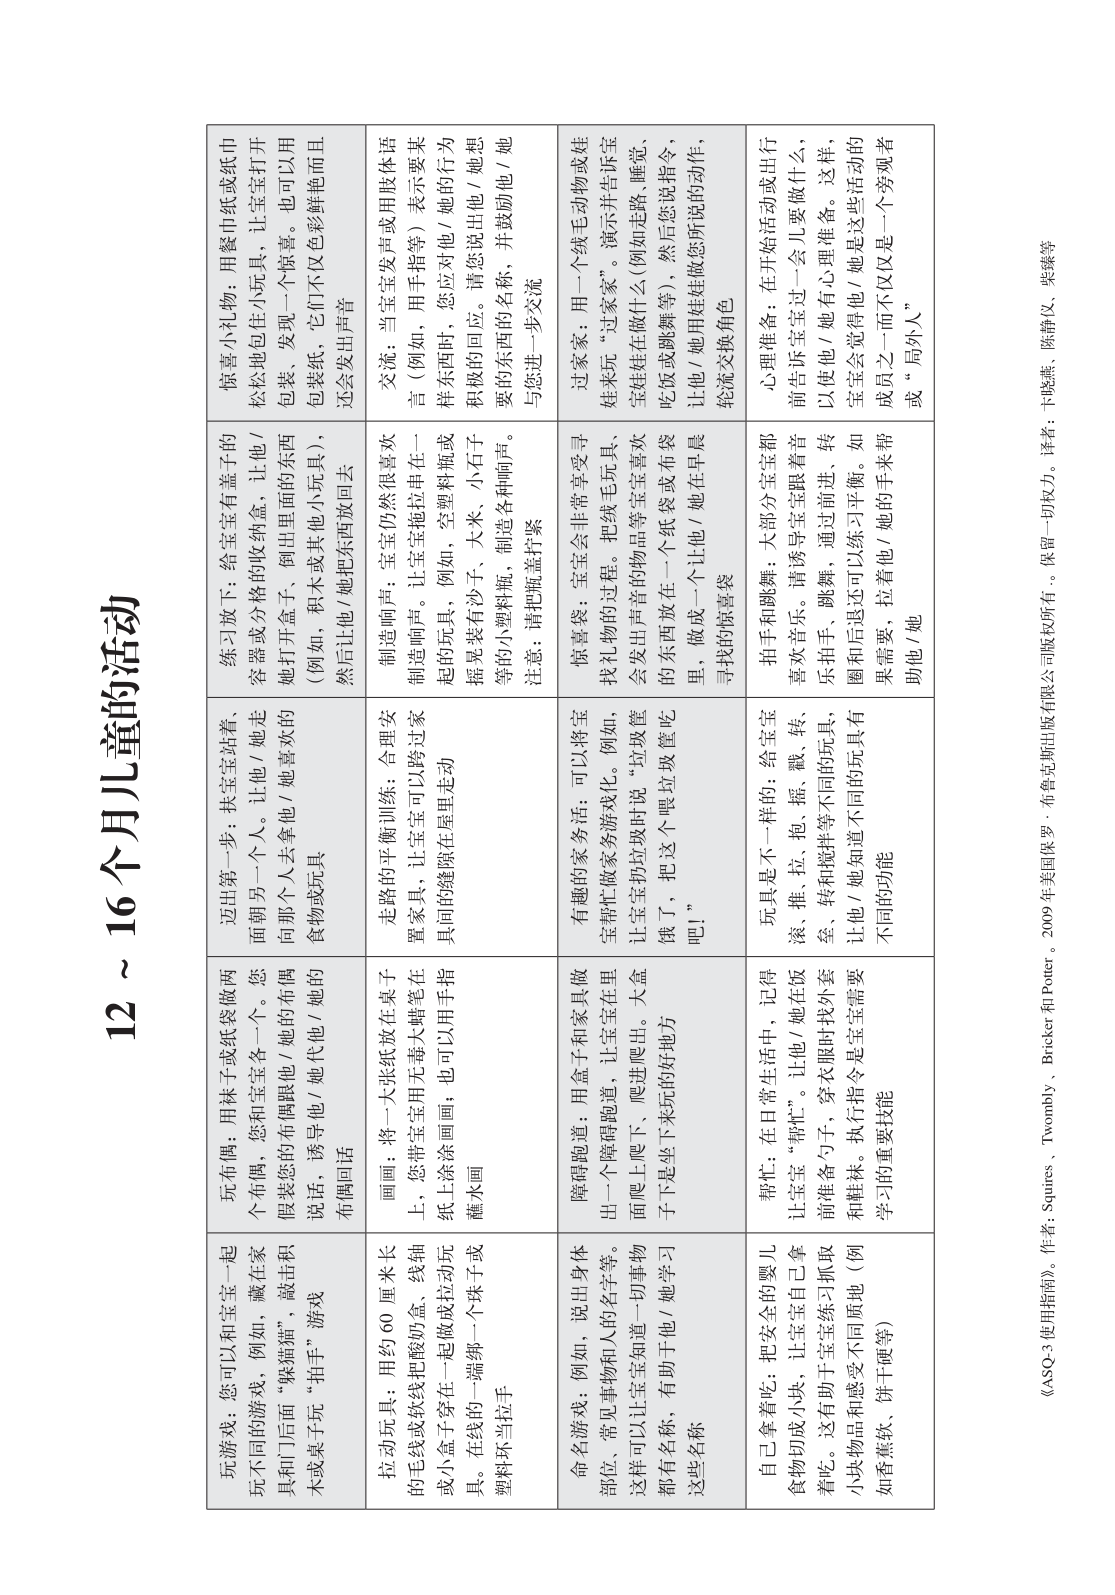 12 ~ 16 个月儿童的活动
玩游戏：您可以和宝宝一起
玩不同的游戏，例如，藏在家
具和门后面“躲猫猫”，敲击积
木或桌子玩“拍手”游戏
玩布偶：用袜子或纸袋做两
个布偶，您和宝宝各一个。您
假装您的布偶跟他 / 她的布偶
说话，诱导他 / 她代他 / 她的
布偶回话
迈出第一步：扶宝宝站着、
面朝另一个人。让他 / 她走
向那个人去拿他 / 她喜欢的
食物或玩具
练习放下：给宝宝有盖子的
容器或分格的收纳盒，让他 /
她打开盒子、倒出里面的东西
（例如，积木或其他小玩具），
然后让他 / 她把东西放回去
惊喜小礼物：用餐巾纸或纸巾
松松地包住小玩具，让宝宝打开
包装、发现一个惊喜。也可以用
包装纸，它们不仅色彩鲜艳而且
还会发出声音
拉动玩具：用约 60 厘米长
的毛线或软线把酸奶盒、线轴
或小盒子穿在一起做成拉动玩
具。在线的一端绑一个珠子或
塑料环当拉手
画画：将一大张纸放在桌子
上，您带宝宝用无毒大蜡笔在
纸上涂涂画画；也可以用手指
蘸水画
走路的平衡训练：合理安
置家具，让宝宝可以跨过家
具间的缝隙在屋里走动
制造响声：宝宝仍然很喜欢
制造响声。让宝宝拖拉串在一
起的玩具，例如，空塑料瓶或
摇晃装有沙子、大米、小石子
等的小塑料瓶，制造各种响声。
注意：请把瓶盖拧紧
交流：当宝宝发声或用肢体语
言（例如，用手指等）表示要某
样东西时，您应对他 / 她的行为
积极的回应。请您说出他 / 她想
要的东西的名称，并鼓励他 / 她
与您进一步交流
命名游戏：例如，说出身体
部位、常见事物和人的名字等。
这样可以让宝宝知道一切事物
都有名称，有助于他 / 她学习
这些名称
障碍跑道：用盒子和家具做
出一个障碍跑道，让宝宝在里
面爬上爬下、爬进爬出。大盒
子下是坐下来玩的好地方
有趣的家务活：可以将宝
宝帮忙做家务游戏化。例如，
让宝宝扔垃圾时说“垃圾筐
饿了，把这个喂垃圾筐吃
吧！”
惊喜袋：宝宝会非常享受寻
找礼物的过程。把绒毛玩具、
会发出声音的物品等宝宝喜欢
的东西放在一个纸袋或布袋
里，做成一个让他 / 她在早晨
寻找的惊喜袋
过家家：用一个绒毛动物或娃
娃来玩“过家家”。演示并告诉宝
宝娃娃在做什么（例如走路、睡觉、
吃饭或跳舞等），然后您说指令，
让他 / 她用娃娃做您所说的动作，
轮流交换角色
自己拿着吃：把安全的婴儿
食物切成小块，让宝宝自己拿
着吃。这有助于宝宝练习抓取
小块物品和感受不同质地（例
如香蕉软、饼干硬等）
帮忙：在日常生活中，记得
让宝宝“帮忙”。让他 / 她在饭
前准备勺子，穿衣服时找外套
和鞋袜。执行指令是宝宝需要
学习的重要技能
玩具是不一样的：给宝宝
滚、推、拉、抱、摇、戳、转、
垒、转和搅拌等不同的玩具，
让他 / 她知道不同的玩具有
不同的功能
拍手和跳舞：大部分宝宝都
喜欢音乐。请诱导宝宝跟着音
乐拍手、跳舞，通过前进、转
圈和后退还可以练习平衡。如
果需要，拉着他 / 她的手来帮
助他 / 她
心理准备：在开始活动或出行
前告诉宝宝过一会儿要做什么，
以使他 / 她有心理准备。这样，
宝宝会觉得他 / 她是这些活动的
成员之一而不仅仅是一个旁观者
或“ 局外人”
《ASQ-3 使用指南》。作者：Squires 、Twombly 、Bricker 和 Potter 。2009 年美国保罗 · 布鲁克斯出版有限公司版权所有 ·。保留一切权力。译者：卞晓燕、陈静仪、柴臻等